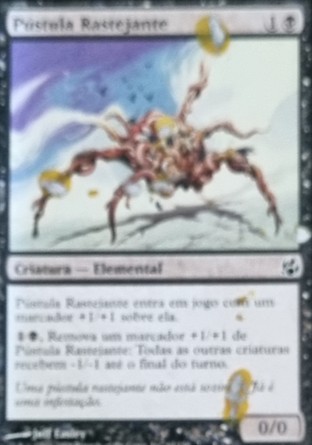 Pústula Rastejante 1
Criatura — Elemental
Pústula Rastejante entra em jogo com um
marcador +1/+1 sobre ela.
Remova um marcador +1/+1 de
Pústula Rastejante: Todas as outras criaturas
recebem -1/-1 até o final do turno.
Uma pústula rastejante não está Já é
uma infestação.
Jeff Easley
0/0